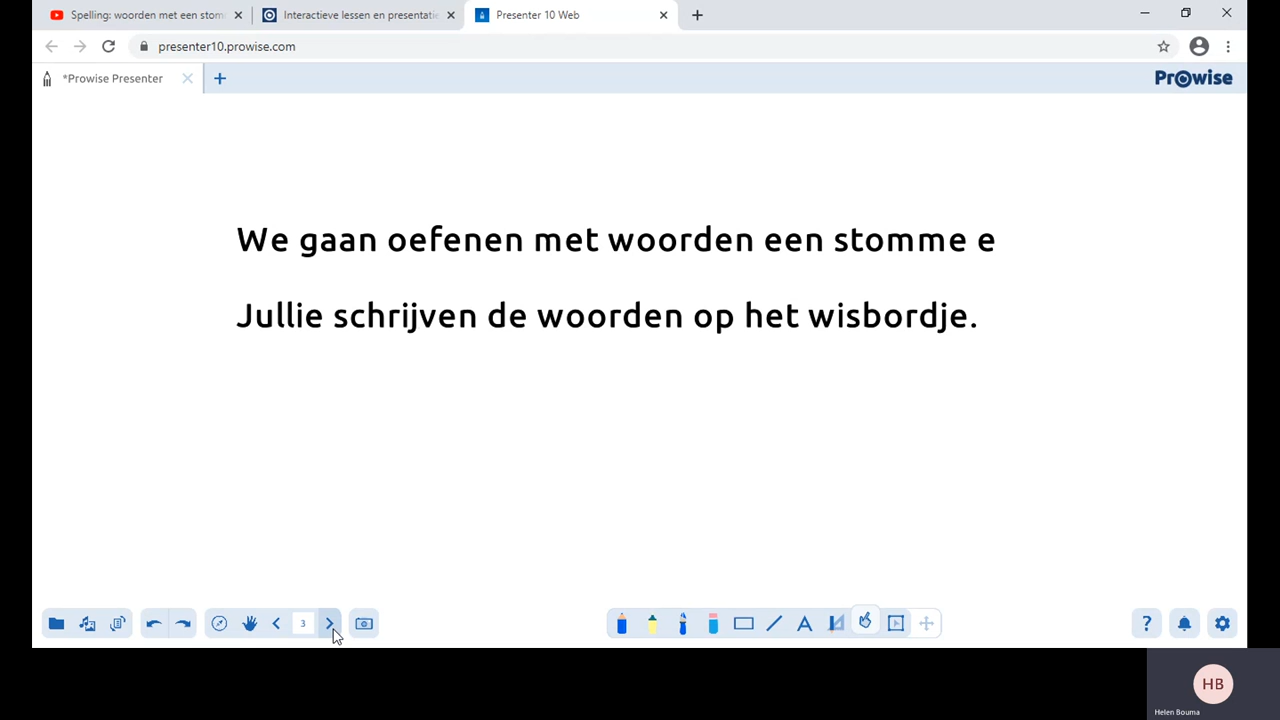 Spelling: woorden met een stom
Interactieve lessen en presentatie
Presenter 10 Web
presenter10.prowise.com
*Prowise Presenter
Prowise
We gaan oefenen met woorden een stomme e
Jullie schrijven de woorden op het wisbordje.
3
HB
Helen Bouma